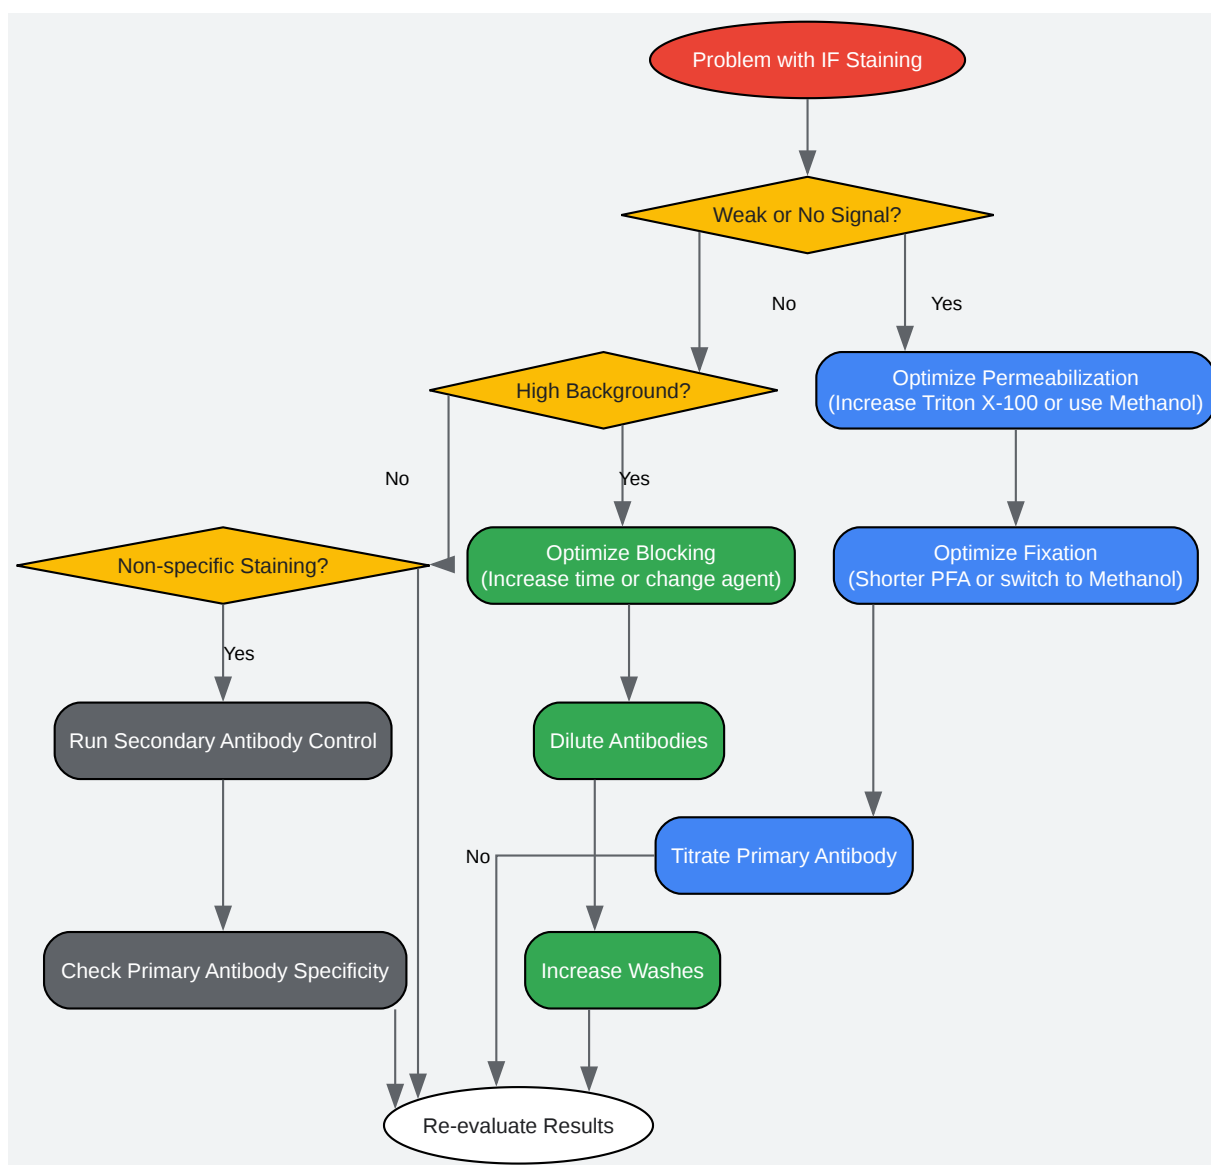 Problem with IF Staining
Weak or No Signal?
No
Yes
High Background?
Optimize Permeabilization
(Increase Triton X-100 or use Methanol)
No
Yes
Non-specific Staining?
Optimize Blocking
(Increase time or change agent)
Optimize Fixation
(Shorter PFA or switch to Methanol)
Yes
Run Secondary Antibody Control
Dilute Antibodies
No
Titrate Primary Antibody
Check Primary Antibody Specificity
Increase Washes
Re-evaluate Results